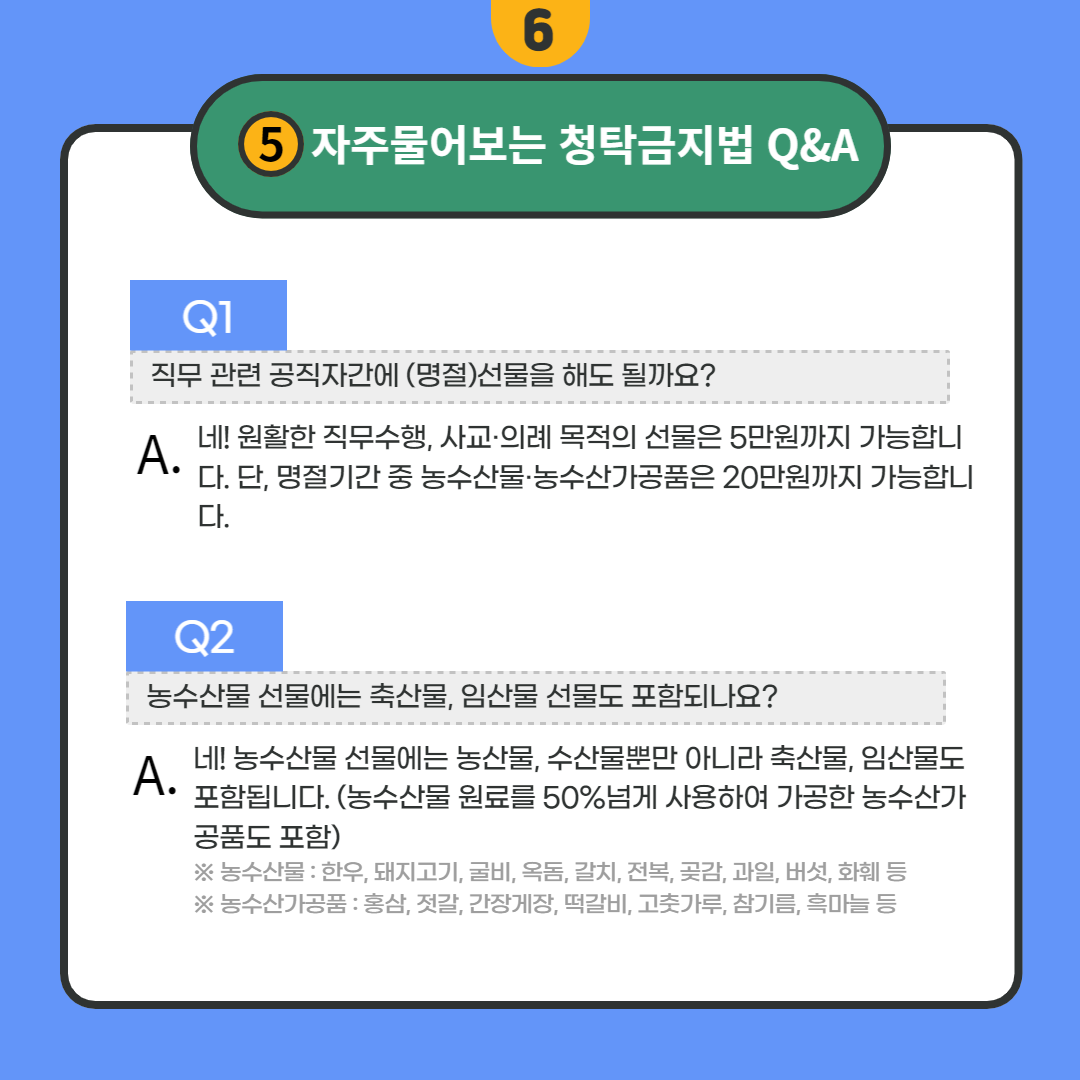 6
5 자주물어보는 청탁금지법 Q&A
Q1
직무 관련 공직자간에 (명절)선물을 해도 될까요?
A. 네! 원활한 직무수행, 사교·의례 목적의 선물은 5만원까지 가능합니
다. 단, 명절기간 중 농수산물·농수산가공품은 20만원까지 가능합니
다.
Q2
농수산물 선물에는 축산물, 임산물 선물도 포함되나요?
A. 네! 농수산물 선물에는 농산물, 수산물뿐만 아니라 축산물, 임산물도
포함됩니다. (농수산물 원료를 50%넘게 사용하여 가공한 농수산가
공품도 포함)
※ 농수산물 : 한우, 돼지고기, 굴비, 옥돔, 갈치, 전복, 곶감, 과일, 버섯, 화훼 등
※ 농수산가공품 : 홍삼, 젓갈, 간장게장, 떡갈비, 고춧가루, 참기름, 흑마늘 등